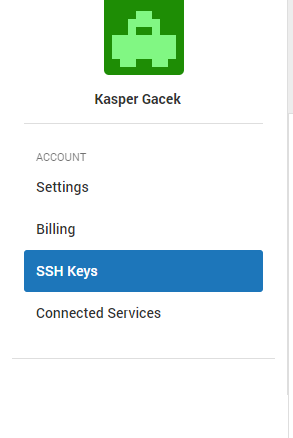 Kasper Gacek
ACCOUNT
Settings
Billing
SSH Keys
Connected Services